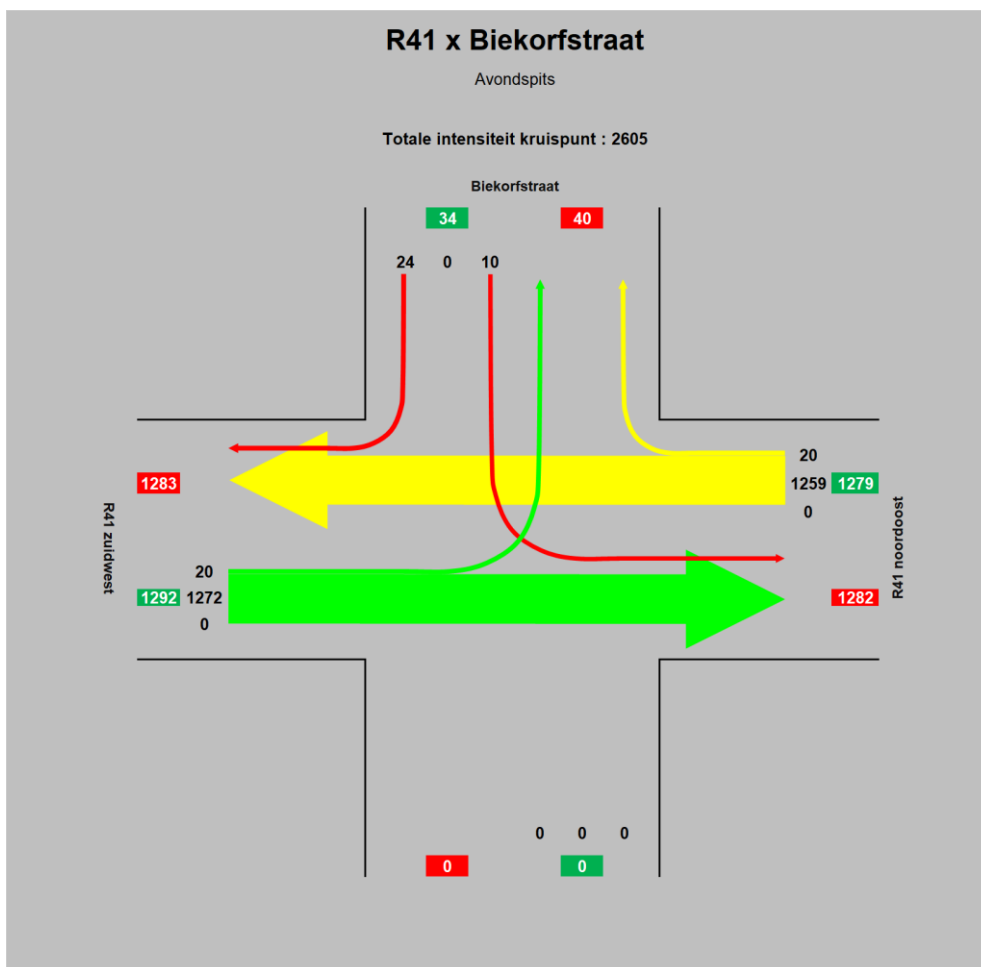 R41 x Biekorfstraat
Avondspits
Totale intensiteit kruispunt : 2605
Biekorfstraat
34 40
24 0 10
20
1283 1259 1279
0
R41 zuidwest
R41 noordoost
20
1292 1272 1282
0
0 0 0
0 0